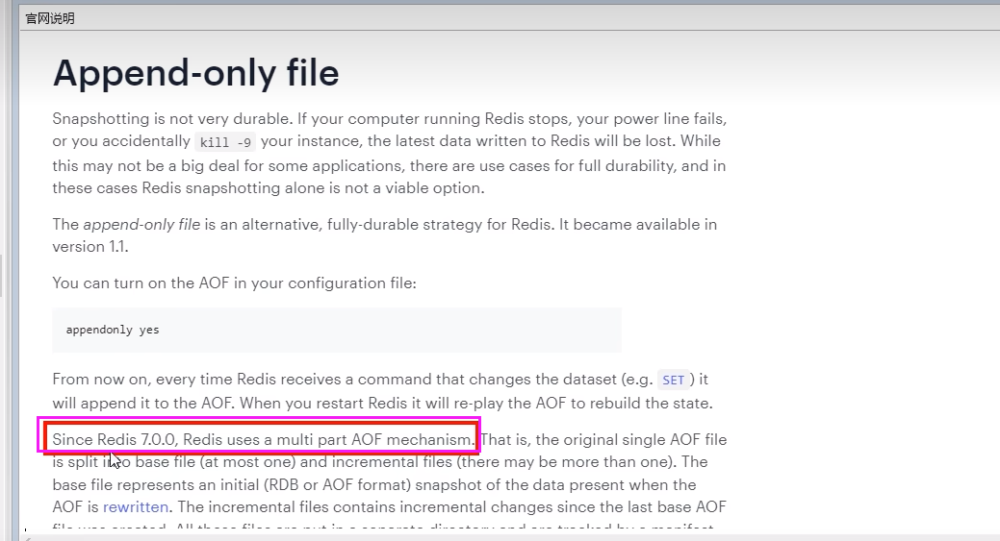 官网说明
Append-only file
Snapshotting is not very durable. If your computer running Redis stops, your power line fails,
or you accidentally kill -9 your instance, the latest data written to Redis will be lost. While
this may not be a big deal for some applications, there are use cases for full durability, and in
these cases Redis snapshotting alone is not a viable option.
The append-only file is an alternative, fully-durable strategy for Redis. It became available in
version 1.1.
You can turn on the AOF in your configuration file:
appendonly yes
From now on, every time Redis receives a command that changes the dataset (e.g. SET) it
will append it to the AOF. When you restart Redis it will re-play the AOF to rebuild the state.
Since Redis 7.0.0, Redis uses a multi part AOF mechanism. That is, the original single AOF file
is split into base file (at most one) and incremental files (there may be more than one). The
base file represents an initial (RDB or AOF format) snapshot of the data present when the
AOF is rewritten. The incremental files contains incremental changes since the last base AOF
file was created. All these files are put in a separate directory and are tracked by a manifest